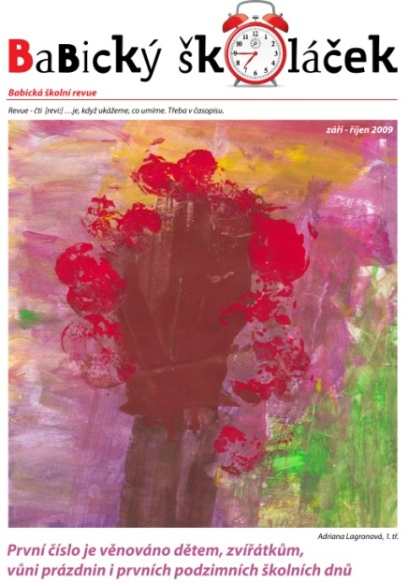 BaBický školáček
Babická školní revue
Revue - čti [revi:] ...je, když ukážeme, co umíme. Třeba v časopisu.
září - říjen 2009
Adriana Lagronová, 1. tř.
První číslo je věnováno dětem, zvířátkům,
vůni prázdnin i prvních podzimních školních dnů